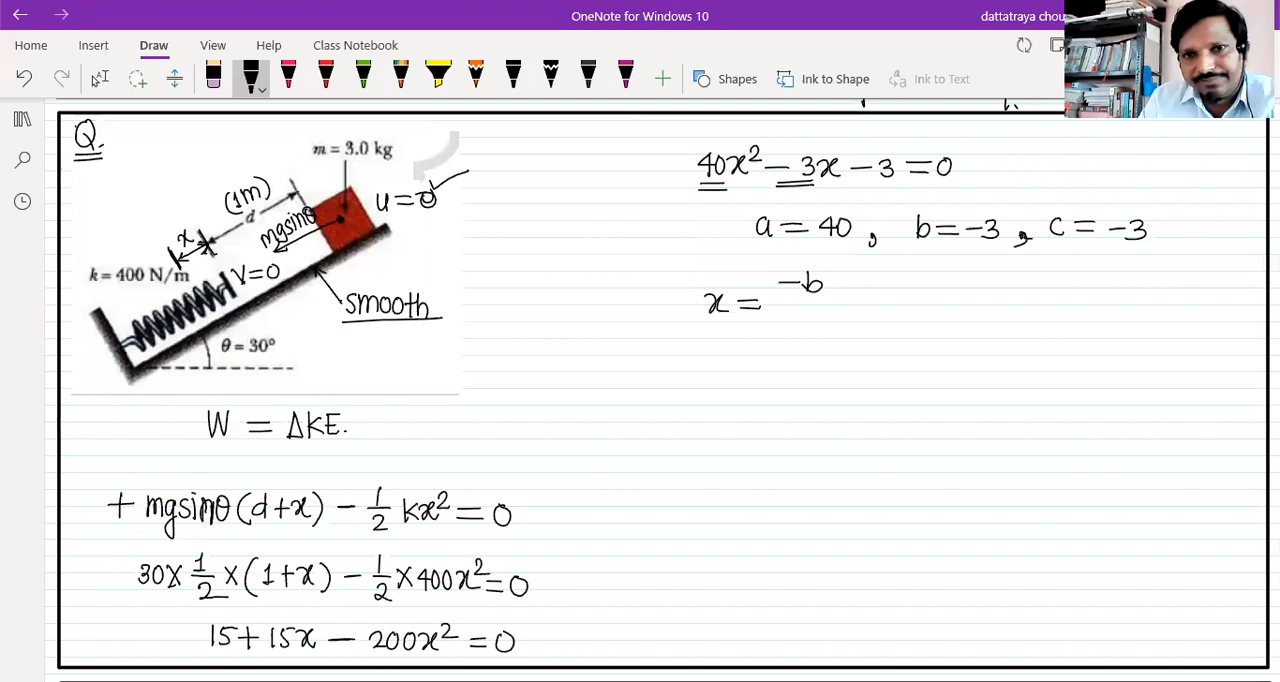 OneNote for Windows 10
dattatraya chou
Home Insert Draw View Help Class Notebook
Shapes Ink to Shape Ink to Text
Q.
m = 3.0 kg
u = 0
(1m)
d
mgsinθ
x
k = 400 N/m
V=0
smooth
θ = 30°
W = ΔKE.
+ mgsinθ(d+x) − 1/2 kx² = 0
30 × 1/2 × (1+x) − 1/2 × 400x² = 0
15 + 15x − 200x² = 0
40x² − 3x − 3 = 0
a = 40 , b = −3 , c = −3
x = −b